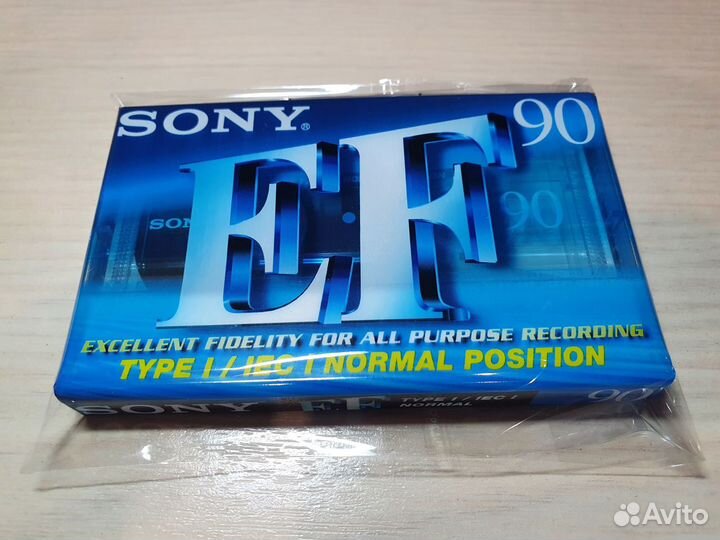 SONY® 90
EF
SON 90
EXCELLENT FIDELITY FOR ALL PURPOSE RECORDING
TYPE I / IEC I NORMAL POSITION
SONY EF TYPE I / IEC I 90
NORMAL
Avito